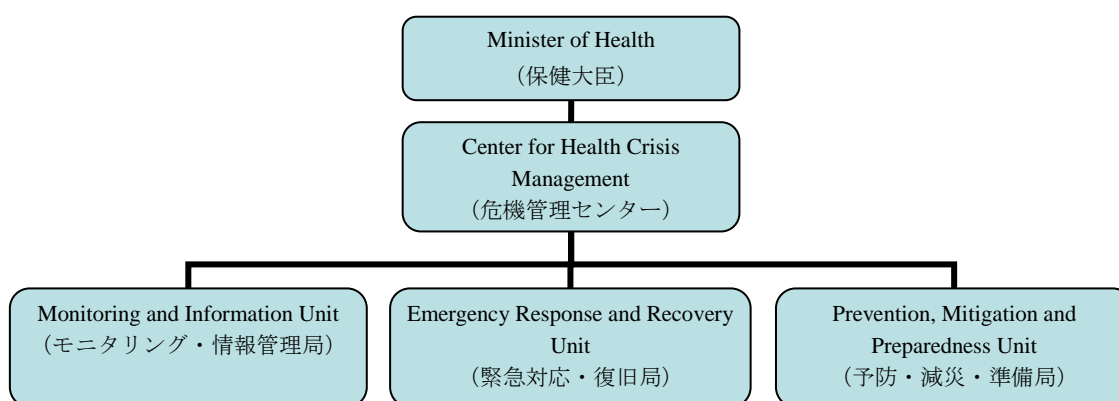 Minister of Health
（保健大臣）
Center for Health Crisis
Management
（危機管理センター）
Monitoring and Information Unit
（モニタリング・情報管理局）
Emergency Response and Recovery
Unit
（緊急対応・復旧局）
Prevention, Mitigation and
Preparedness Unit
（予防・減災・準備局）